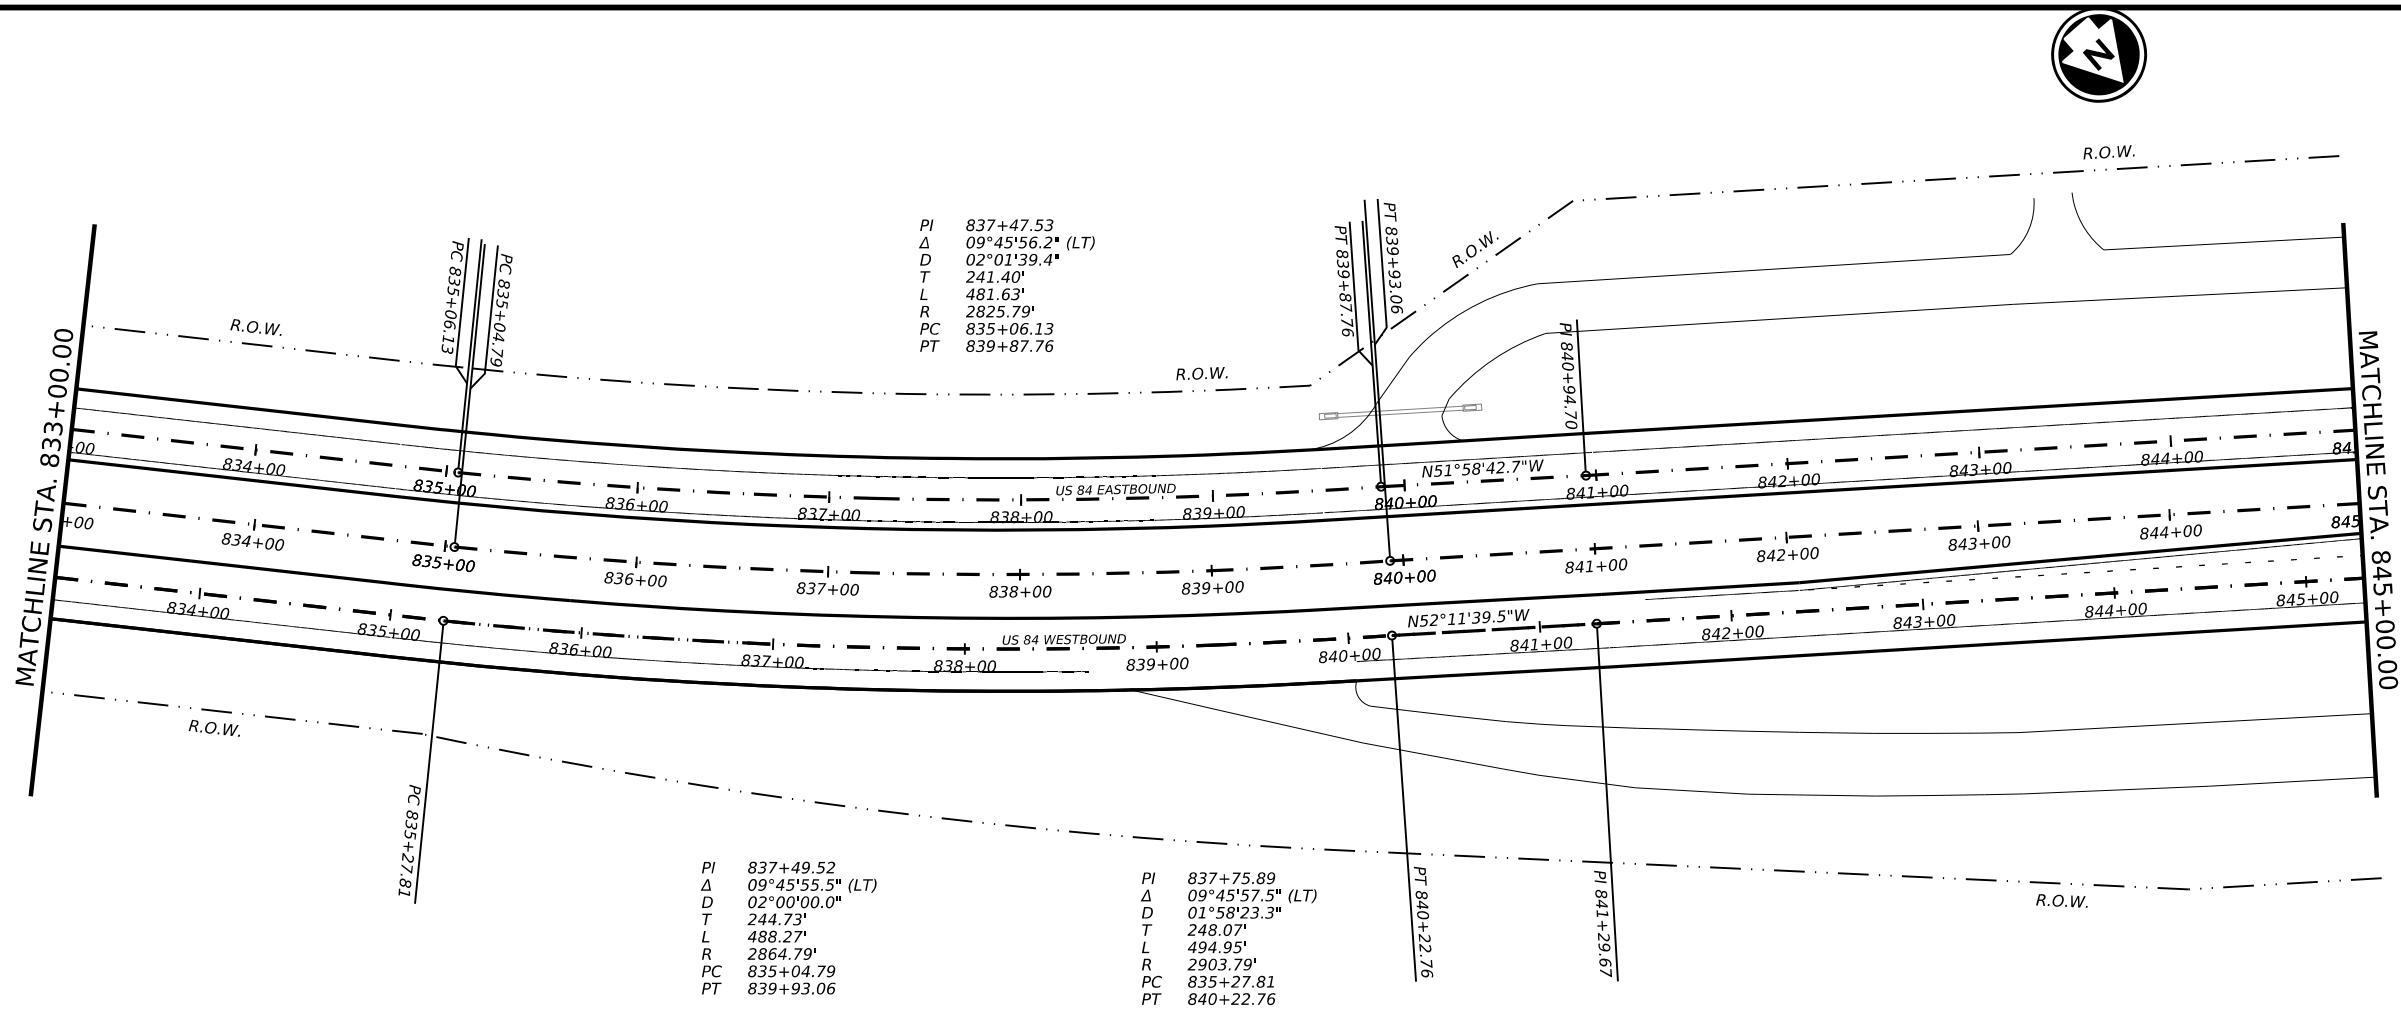 N
R.O.W.
R.O.W.
R.O.W.
R.O.W.
PI 837+47.53
Δ 09°45'56.2" (LT)
D 02°01'39.4"
T 241.40'
L 481.63'
R 2825.79'
PC 835+06.13
PT 839+87.76
PC 835+06.13
PC 835+04.79
PT 839+87.76
PT 839+93.06
PI 840+94.70
MATCHLINE STA. 833+00.00
MATCHLINE STA. 845+00.00
+00
834+00
835+00
836+00
837+00
838+00
US 84 EASTBOUND
839+00
840+00
N51°58'42.7"W
841+00
842+00
843+00
844+00
84
+00
834+00
835+00
836+00
837+00
838+00
839+00
840+00
841+00
842+00
843+00
844+00
845
834+00
835+00
836+00
837+00
838+00
US 84 WESTBOUND
839+00
840+00
N52°11'39.5"W
841+00
842+00
843+00
844+00
845+00
R.O.W.
R.O.W.
PC 835+27.81
PT 840+22.76
PI 841+29.67
PI 837+49.52
Δ 09°45'55.5" (LT)
D 02°00'00.0"
T 244.73'
L 488.27'
R 2864.79'
PC 835+04.79
PT 839+93.06
PI 837+75.89
Δ 09°45'57.5" (LT)
D 01°58'23.3"
T 248.07'
L 494.95'
R 2903.79'
PC 835+27.81
PT 840+22.76